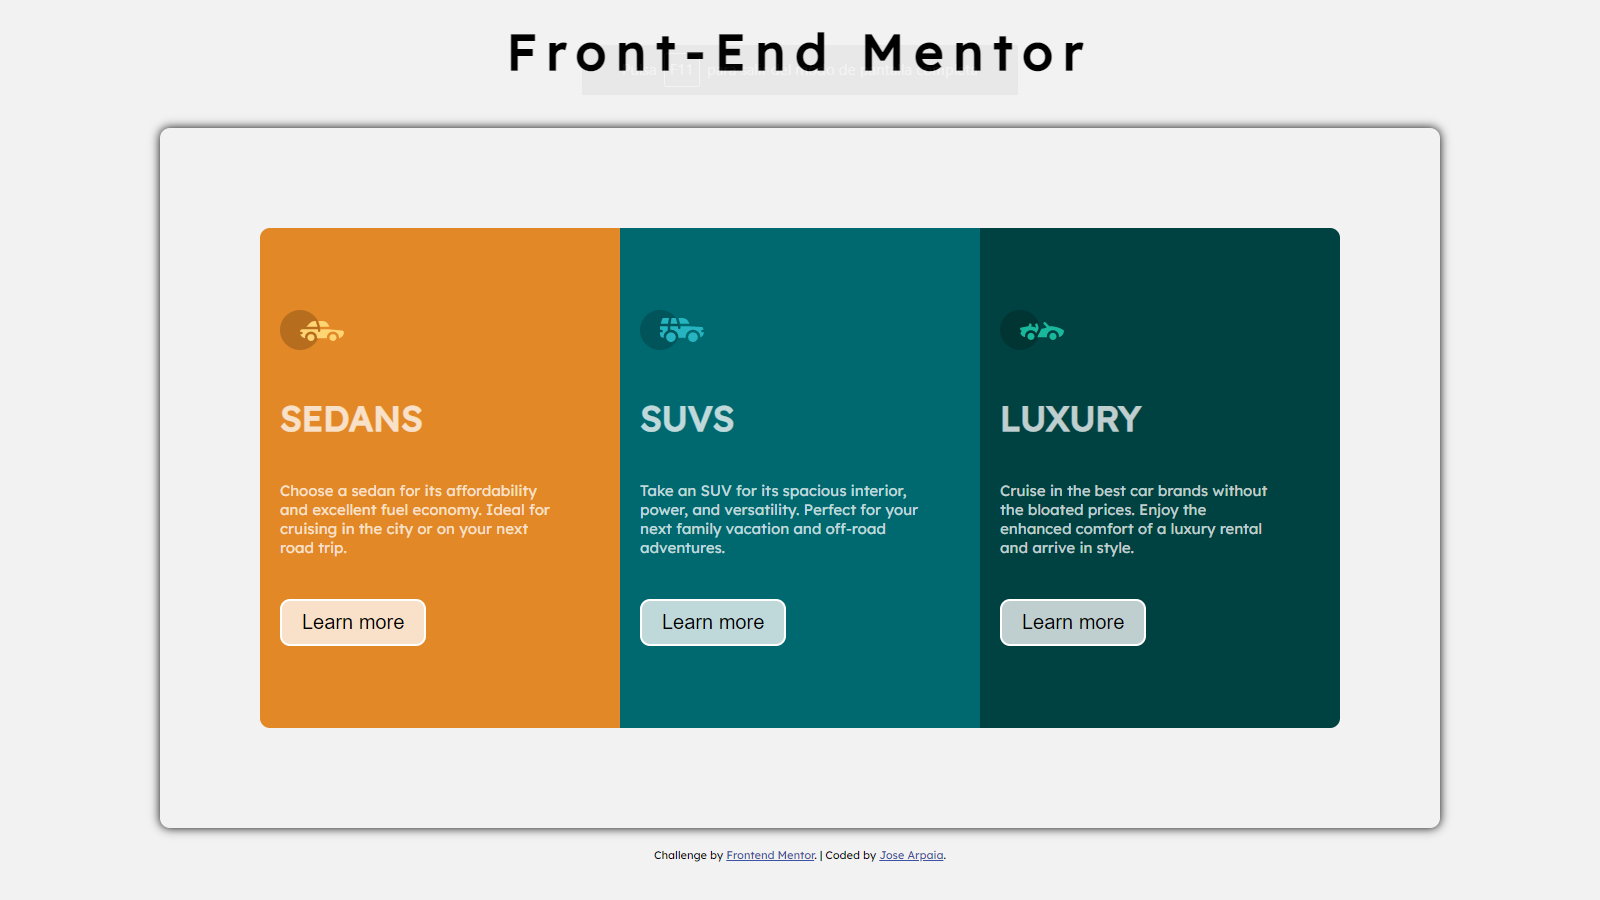 Front-End Mentor
F11
SEDANS
Choose a sedan for its affordability
and excellent fuel economy. Ideal for
cruising in the city or on your next
road trip.
Learn more
SUVS
Take an SUV for its spacious interior,
power, and versatility. Perfect for your
next family vacation and off-road
adventures.
Learn more
LUXURY
Cruise in the best car brands without
the bloated prices. Enjoy the
enhanced comfort of a luxury rental
and arrive in style.
Learn more
Challenge by Frontend Mentor. | Coded by Jose Arpaia.